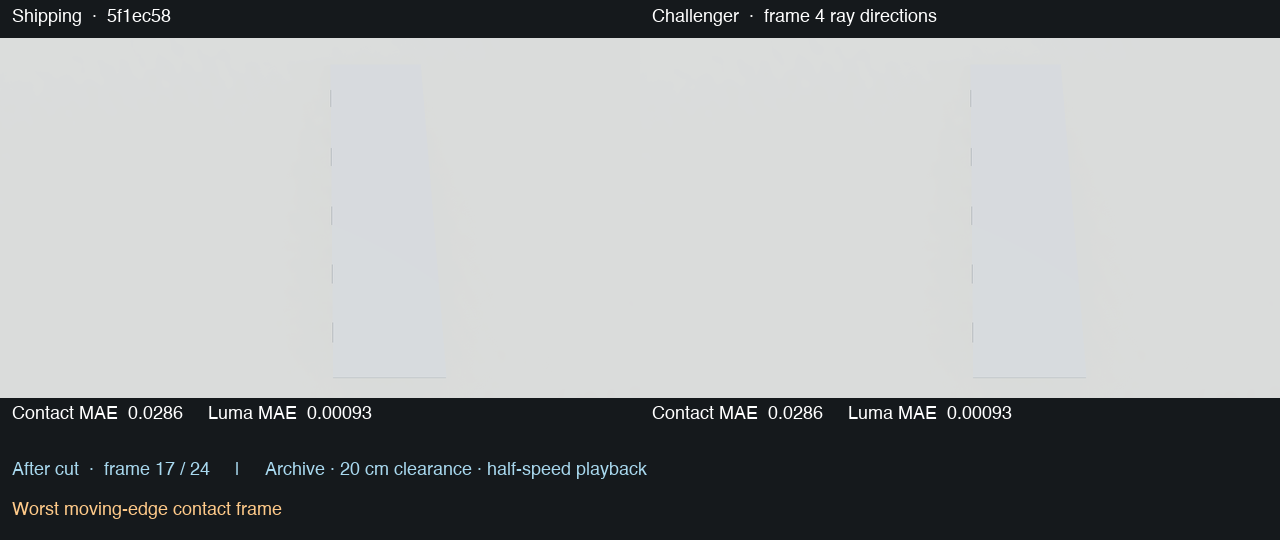 Shipping · 5f1ec58
Challenger · frame 4 ray directions
Contact MAE 0.0286 Luma MAE 0.00093
Contact MAE 0.0286 Luma MAE 0.00093
After cut · frame 17 / 24 | Archive · 20 cm clearance · half-speed playback
Worst moving-edge contact frame